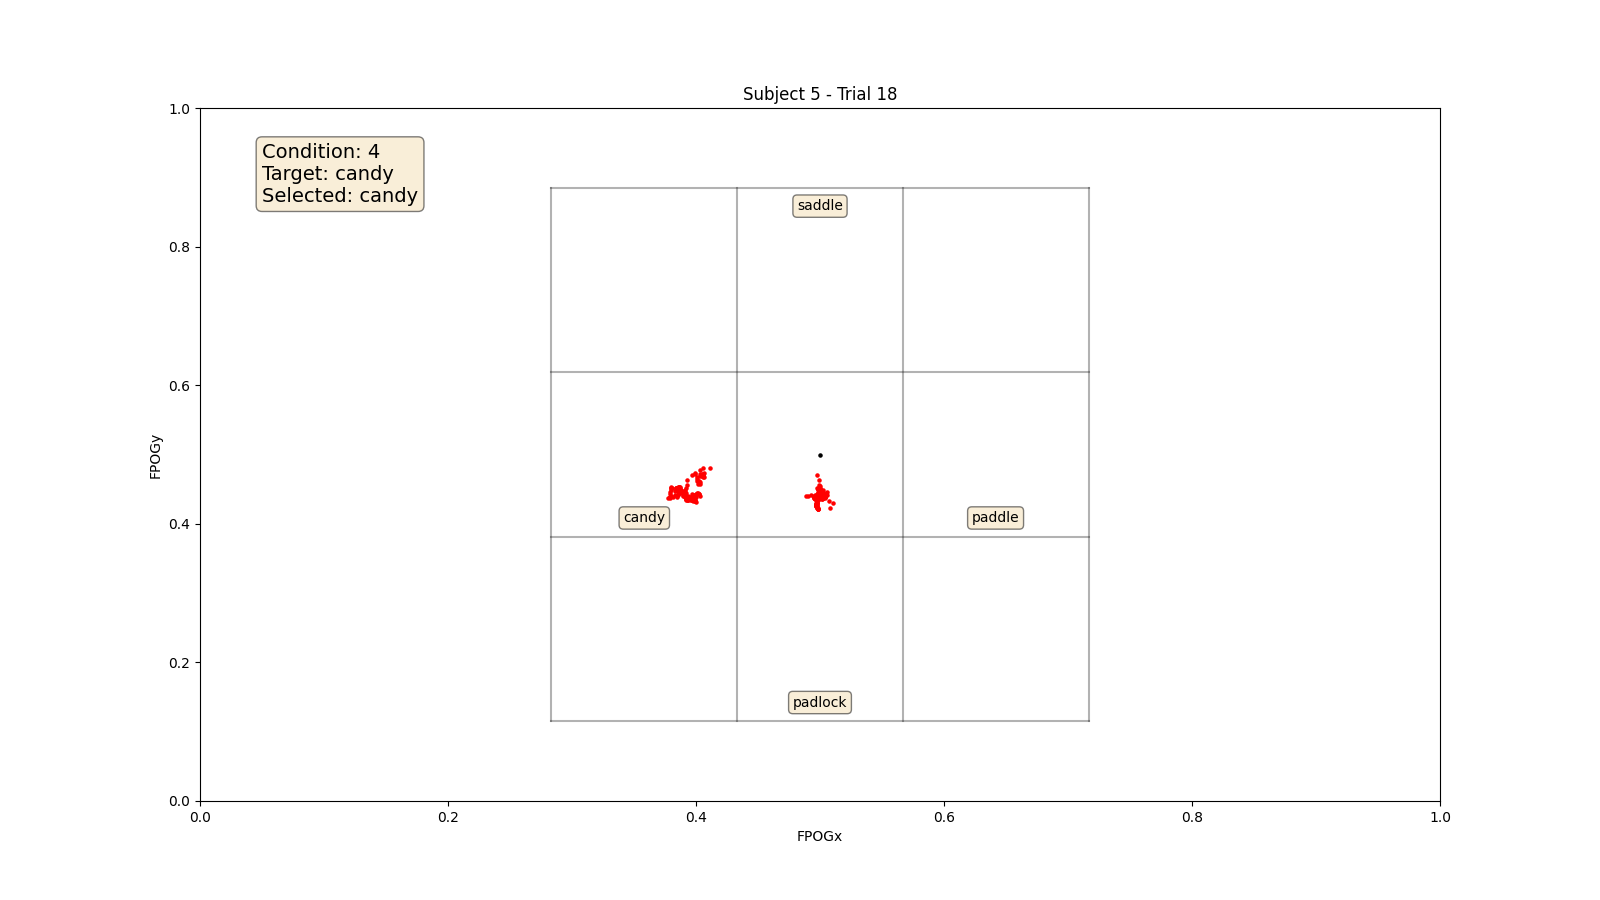 Subject 5 - Trial 18
1.0
Condition: 4
Target: candy
Selected: candy
saddle
0.8
0.6
FPOGy
0.4
candy
paddle
0.2
padlock
0.0
0.0
0.2
0.4
0.6
0.8
1.0
FPOGx